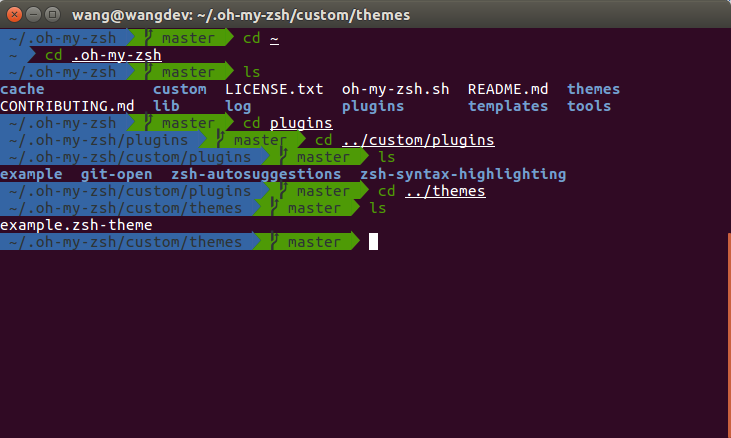 wang@wangdev: ~/.oh-my-zsh/custom/themes
~/.oh-my-zsh master cd ~
~ cd .oh-my-zsh
~/.oh-my-zsh master ls
cache custom LICENSE.txt oh-my-zsh.sh README.md themes
CONTRIBUTING.md lib log plugins templates tools
~/.oh-my-zsh master cd plugins
~/.oh-my-zsh/plugins master cd ../custom/plugins
~/.oh-my-zsh/custom/plugins master ls
example git-open zsh-autosuggestions zsh-syntax-highlighting
~/.oh-my-zsh/custom/plugins master cd ../themes
~/.oh-my-zsh/custom/themes master ls
example.zsh-theme
~/.oh-my-zsh/custom/themes master